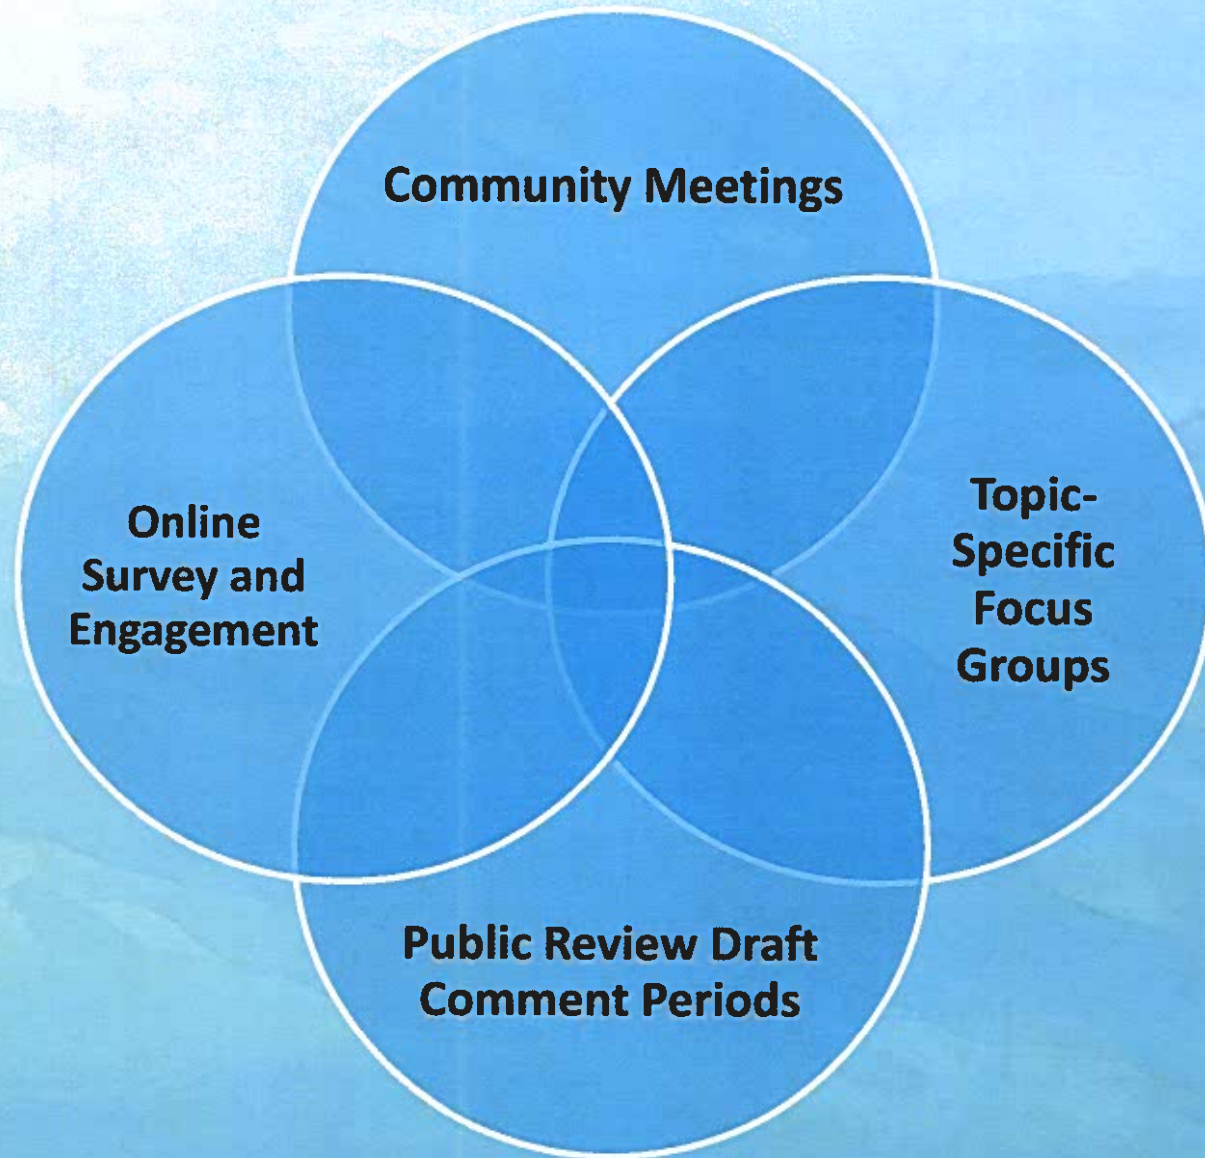 Community Meetings
Online
Survey and
Engagement
Topic-
Specific
Focus
Groups
Public Review Draft
Comment Periods